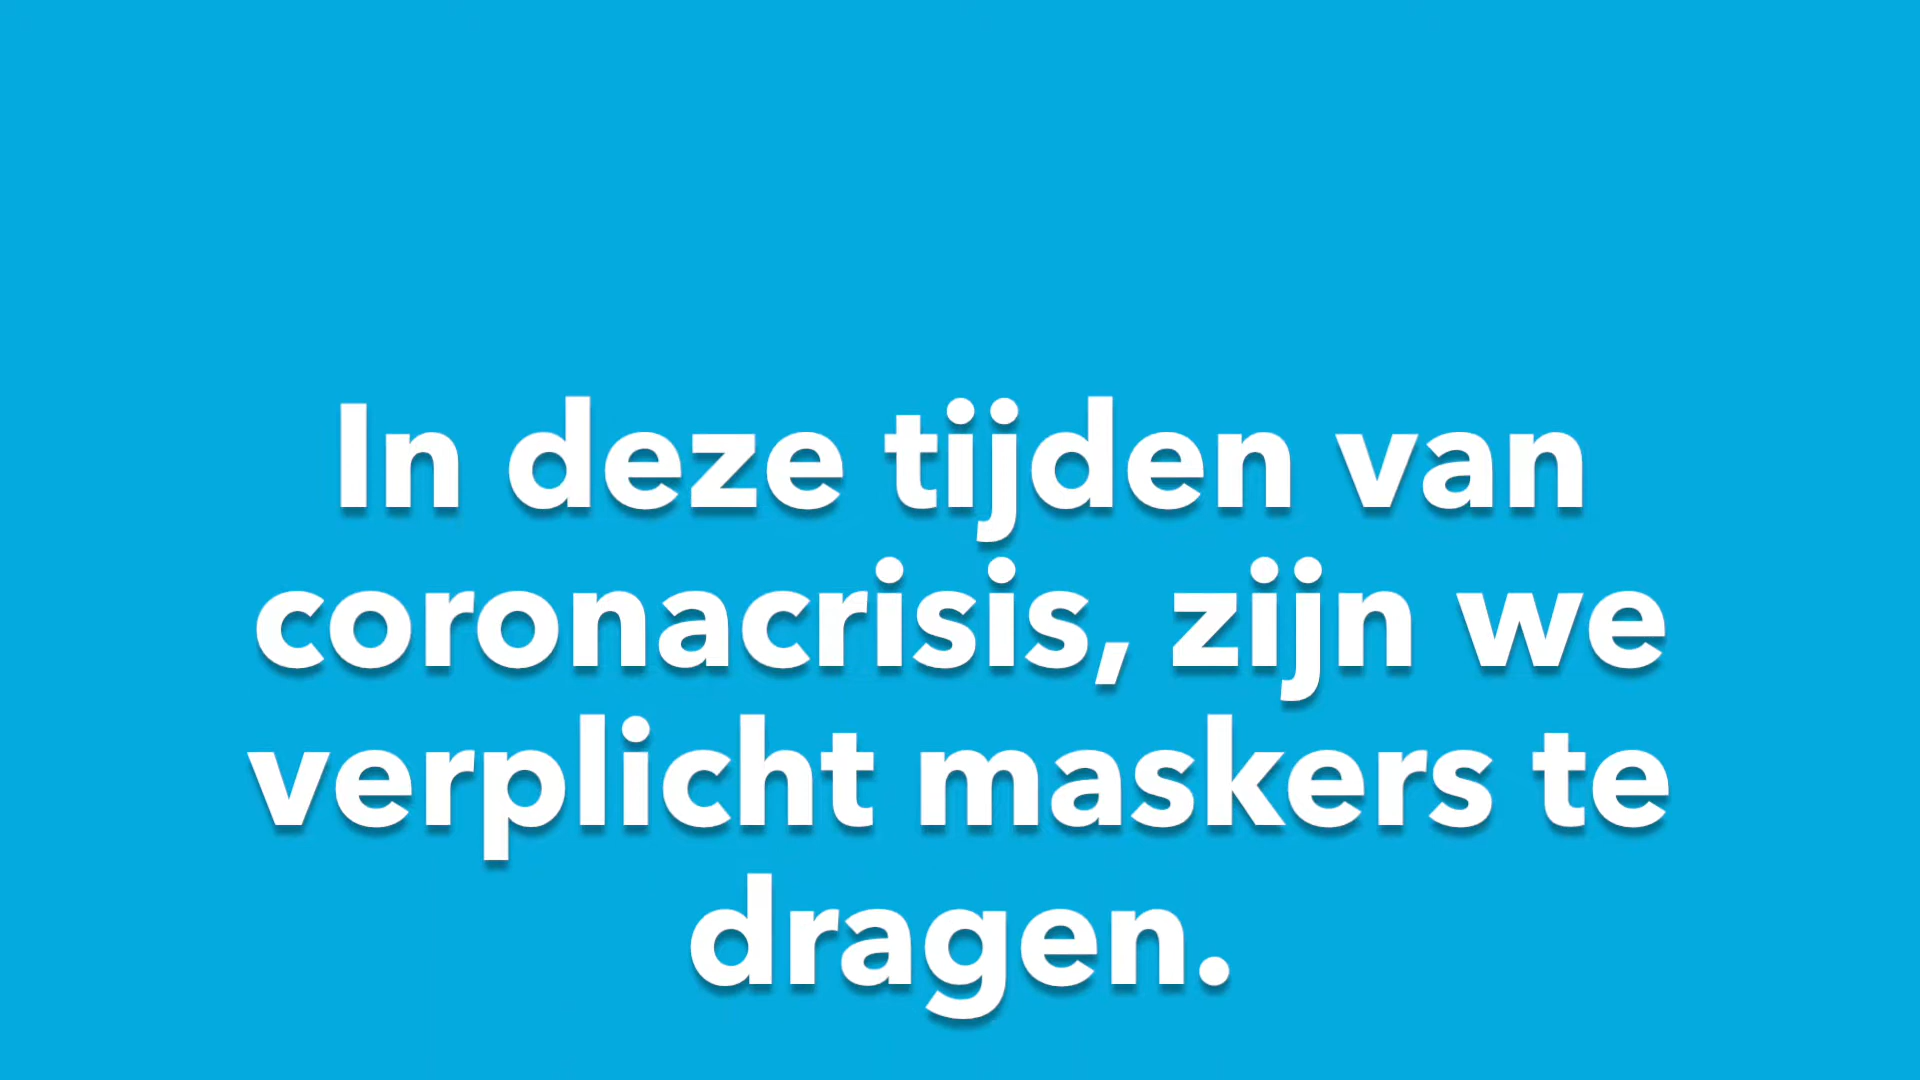 In deze tijden van
coronacrisis, zijn we
verplicht maskers te
dragen.